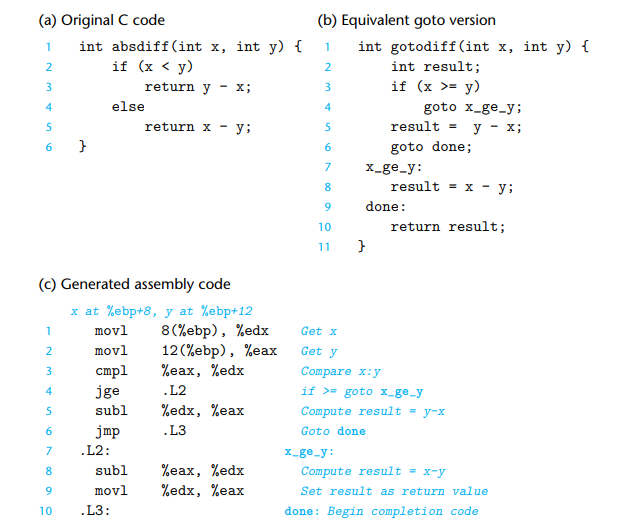 (a) Original C code
1 int absdiff(int x, int y) {
2 if (x < y)
3 return y - x;
4 else
5 return x - y;
6 }
(b) Equivalent goto version
1 int gotodiff(int x, int y) {
2 int result;
3 if (x >= y)
4 goto x_ge_y;
5 result = y - x;
6 goto done;
7 x_ge_y:
8 result = x - y;
9 done:
10 return result;
11 }
(c) Generated assembly code
x at %ebp+8, y at %ebp+12
1 movl 8(%ebp), %edx Get x
2 movl 12(%ebp), %eax Get y
3 cmpl %eax, %edx Compare x:y
4 jge .L2 if >= goto x_ge_y
5 subl %edx, %eax Compute result = y-x
6 jmp .L3 Goto done
7 .L2: x_ge_y:
8 subl %eax, %edx Compute result = x-y
9 movl %edx, %eax Set result as return value
10 .L3: done: Begin completion code